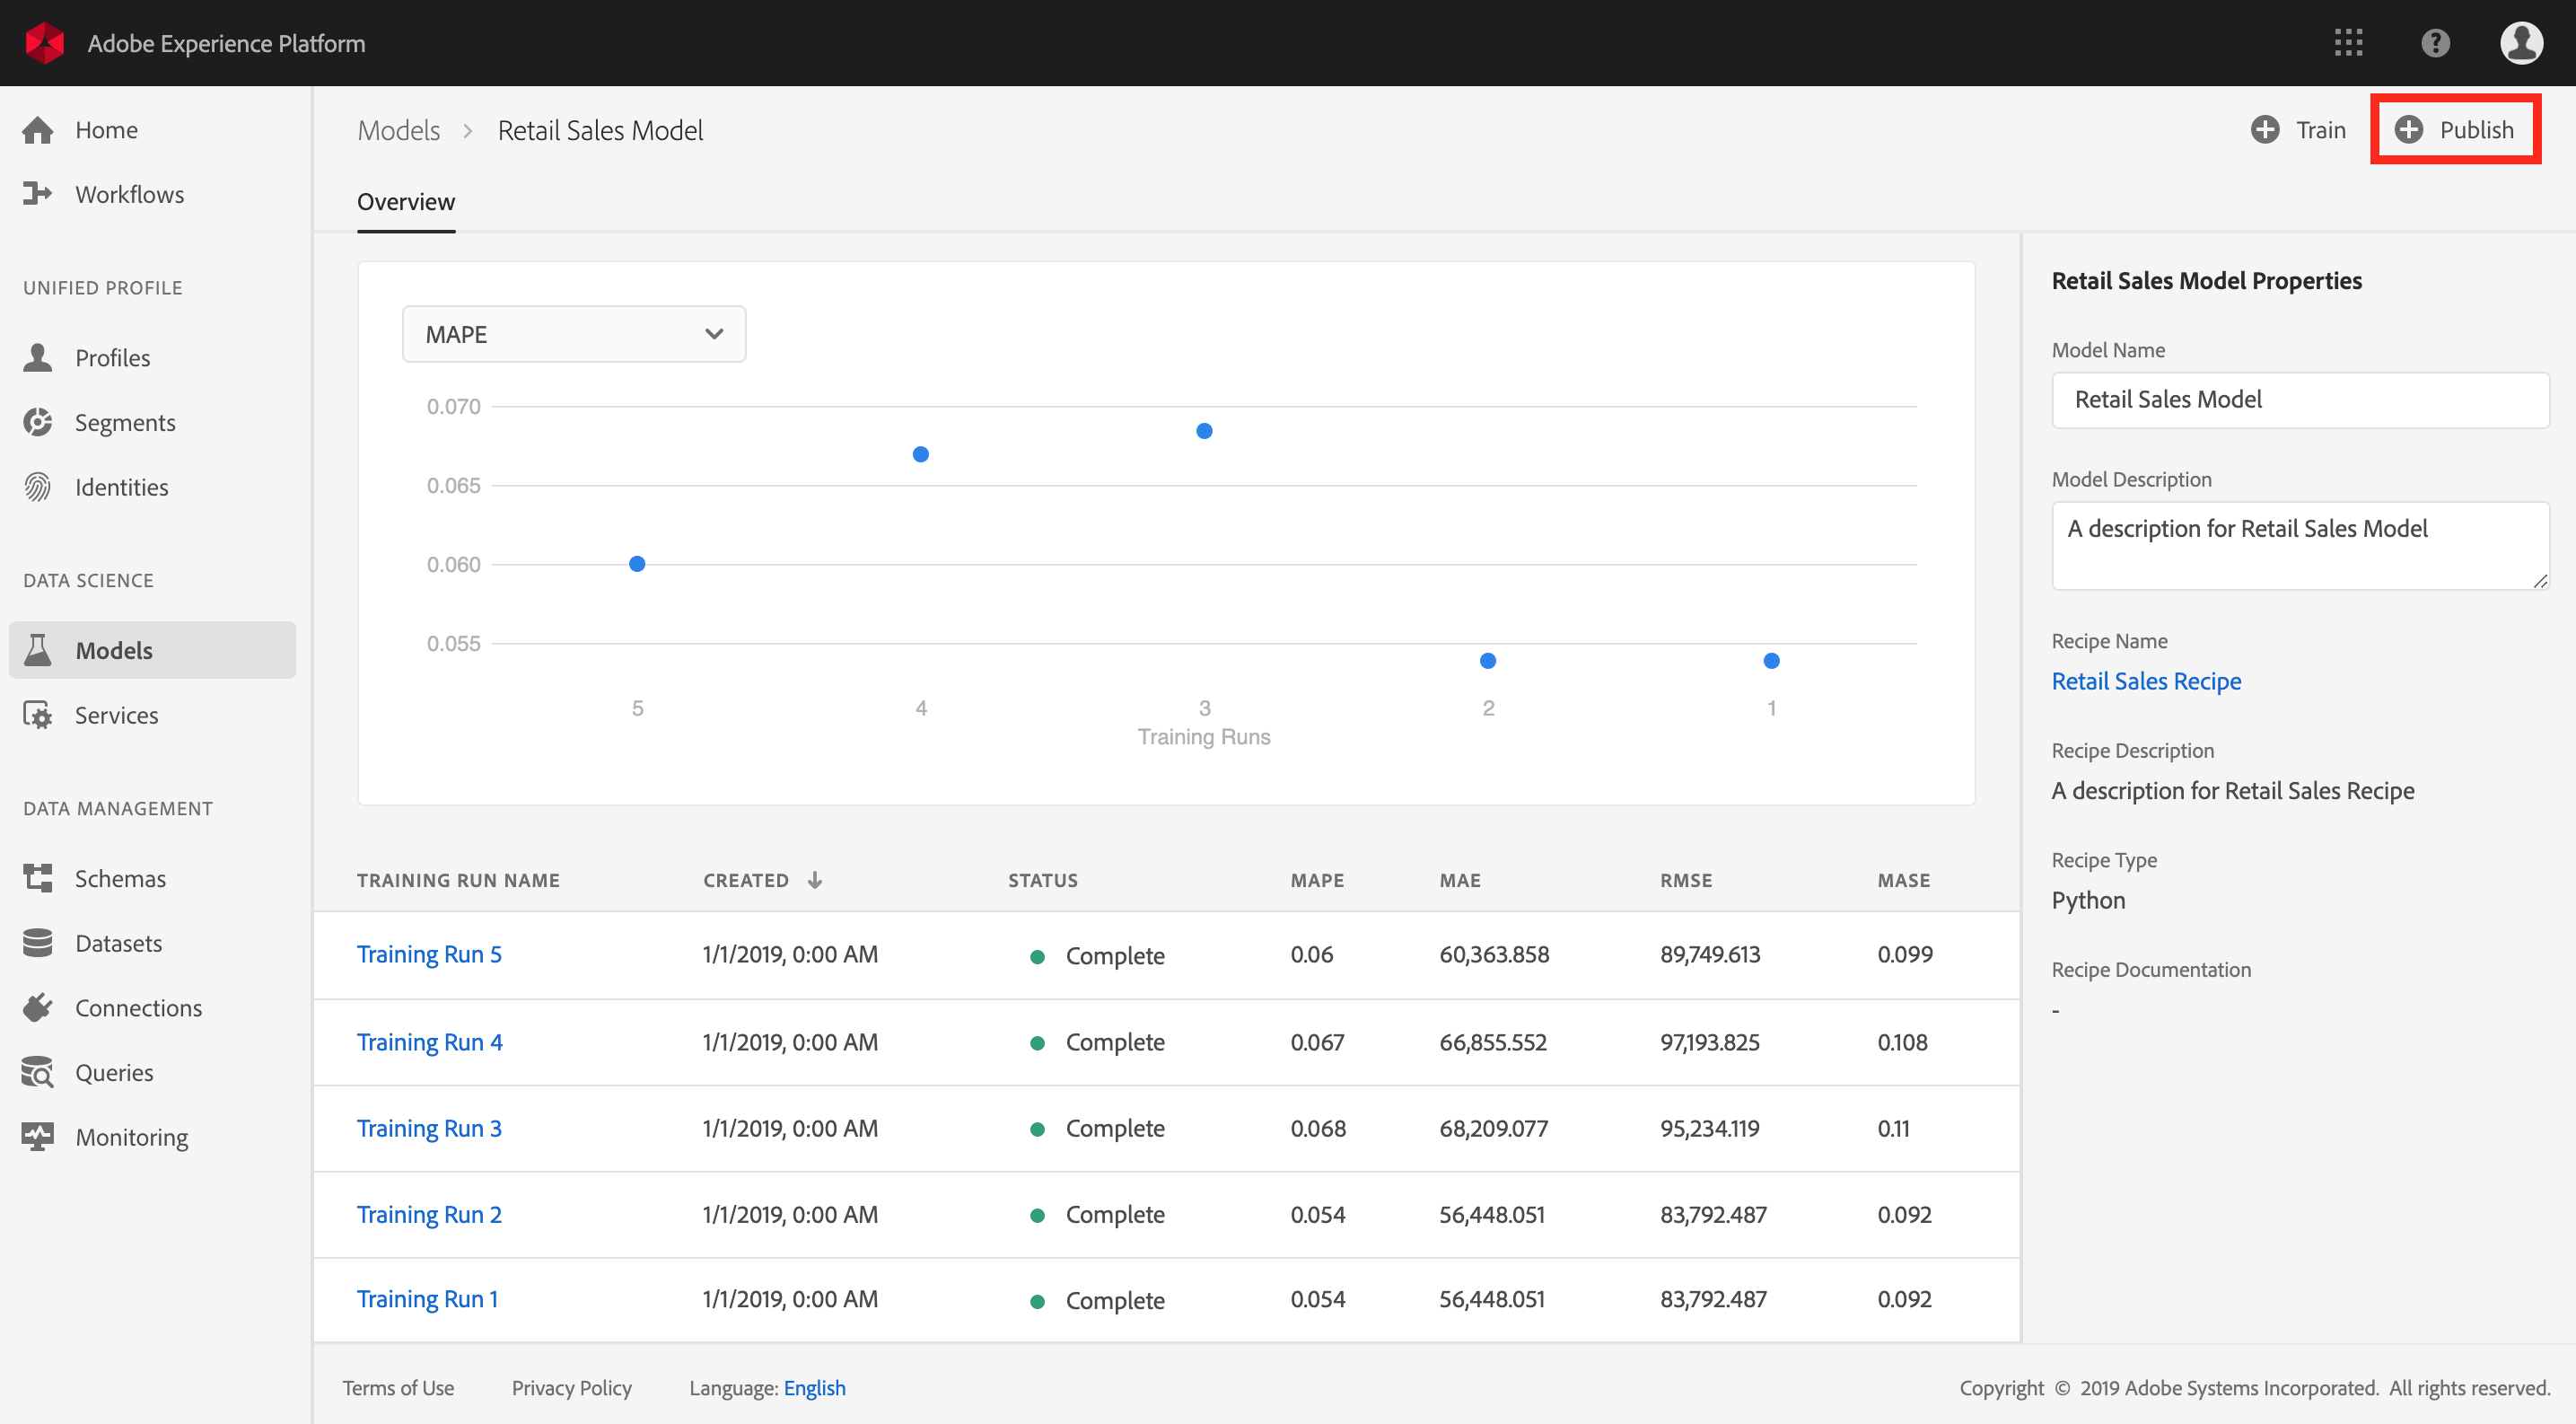 Adobe Experience Platform
Home
Workflows
UNIFIED PROFILE
Profiles
Segments
Identities
DATA SCIENCE
Models
Services
DATA MANAGEMENT
Schemas
Datasets
Connections
Queries
Monitoring
Models > Retail Sales Model
Train
Publish
Overview
MAPE
0.070
0.065
0.060
0.055
5 4 3 2 1
Training Runs
TRAINING RUN NAME CREATED STATUS MAPE MAE RMSE MASE
Training Run 5 1/1/2019, 0:00 AM Complete 0.06 60,363.858 89,749.613 0.099
Training Run 4 1/1/2019, 0:00 AM Complete 0.067 66,855.552 97,193.825 0.108
Training Run 3 1/1/2019, 0:00 AM Complete 0.068 68,209.077 95,234.119 0.11
Training Run 2 1/1/2019, 0:00 AM Complete 0.054 56,448.051 83,792.487 0.092
Training Run 1 1/1/2019, 0:00 AM Complete 0.054 56,448.051 83,792.487 0.092
Retail Sales Model Properties
Model Name
Retail Sales Model
Model Description
A description for Retail Sales Model
Recipe Name
Retail Sales Recipe
Recipe Description
A description for Retail Sales Recipe
Recipe Type
Python
Recipe Documentation
-
Terms of Use Privacy Policy Language: English Copyright © 2019 Adobe Systems Incorporated. All rights reserved.